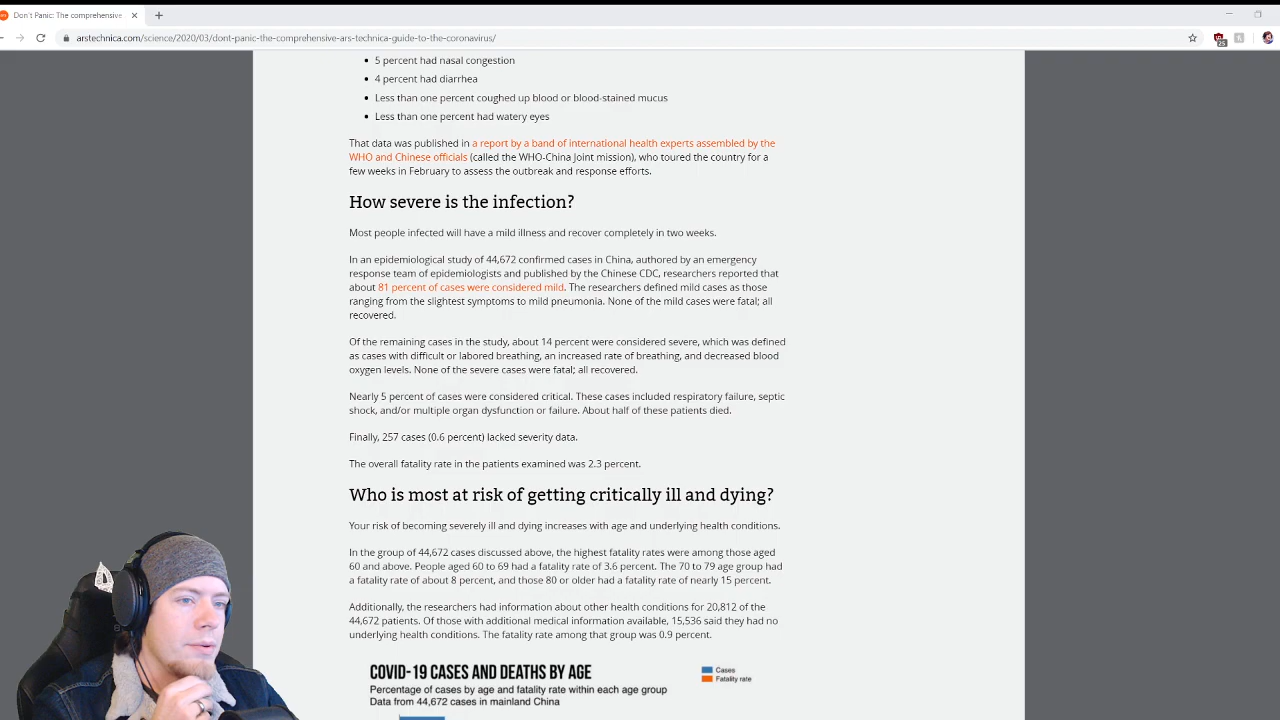 Don't Panic: The comprehensive
arstechnica.com/science/2020/03/dont-panic-the-comprehensive-ars-technica-guide-to-the-coronavirus/
25
5 percent had nasal congestion
4 percent had diarrhea
Less than one percent coughed up blood or blood-stained mucus
Less than one percent had watery eyes
That data was published in a report by a band of international health experts assembled by the
WHO and Chinese officials (called the WHO-China Joint mission), who toured the country for a
few weeks in February to assess the outbreak and response efforts.
How severe is the infection?
Most people infected will have a mild illness and recover completely in two weeks.
In an epidemiological study of 44,672 confirmed cases in China, authored by an emergency
response team of epidemiologists and published by the Chinese CDC, researchers reported that
about 81 percent of cases were considered mild. The researchers defined mild cases as those
ranging from the slightest symptoms to mild pneumonia. None of the mild cases were fatal; all
recovered.
Of the remaining cases in the study, about 14 percent were considered severe, which was defined
as cases with difficult or labored breathing, an increased rate of breathing, and decreased blood
oxygen levels. None of the severe cases were fatal; all recovered.
Nearly 5 percent of cases were considered critical. These cases included respiratory failure, septic
shock, and/or multiple organ dysfunction or failure. About half of these patients died.
Finally, 257 cases (0.6 percent) lacked severity data.
The overall fatality rate in the patients examined was 2.3 percent.
Who is most at risk of getting critically ill and dying?
Your risk of becoming severely ill and dying increases with age and underlying health conditions.
In the group of 44,672 cases discussed above, the highest fatality rates were among those aged
60 and above. People aged 60 to 69 had a fatality rate of 3.6 percent. The 70 to 79 age group had
a fatality rate of about 8 percent, and those 80 or older had a fatality rate of nearly 15 percent.
Additionally, the researchers had information about other health conditions for 20,812 of the
44,672 patients. Of those with additional medical information available, 15,536 said they had no
underlying health conditions. The fatality rate among that group was 0.9 percent.
COVID-19 CASES AND DEATHS BY AGE
Percentage of cases by age and fatality rate within each age group
Data from 44,672 cases in mainland China
Cases
Fatality rate